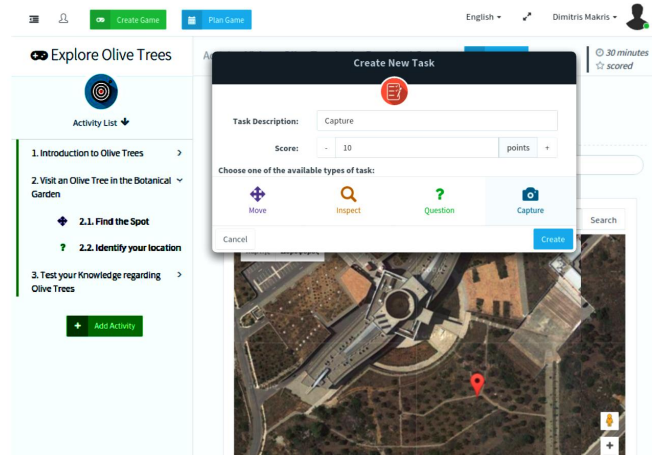 Create Game
Plan Game
English
Dimitris Makris
Explore Olive Trees
Activity List
1. Introduction to Olive Trees
2. Visit an Olive Tree in the Botanical
Garden
2.1. Find the Spot
2.2. Identify your location
3. Test your Knowledge regarding
Olive Trees
+ Add Activity
30 minutes
scored
Create New Task
Task Description:
Capture
Score:
- 10 points +
Choose one of the available types of task:
Move
Inspect
? Question
Capture
Cancel
Create
Search
+